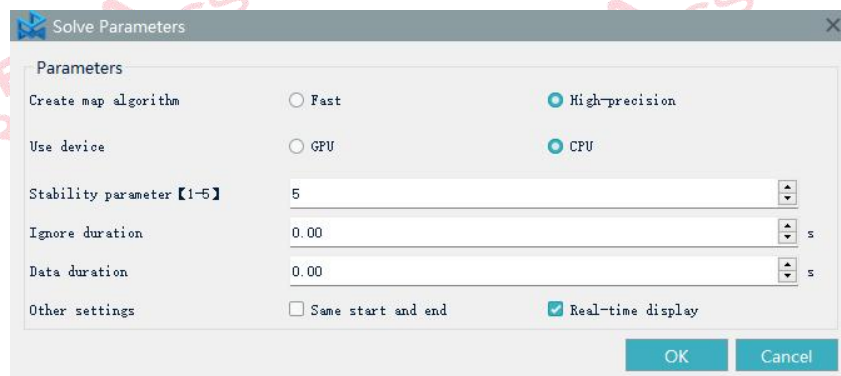 Solve Parameters
Parameters
Create map algorithm Fast High-precision
Use device GPU CPU
Stability parameter【1-5】 5
Ignore duration 0.00 s
Data duration 0.00 s
Other settings Same start and end Real-time display
OK Cancel